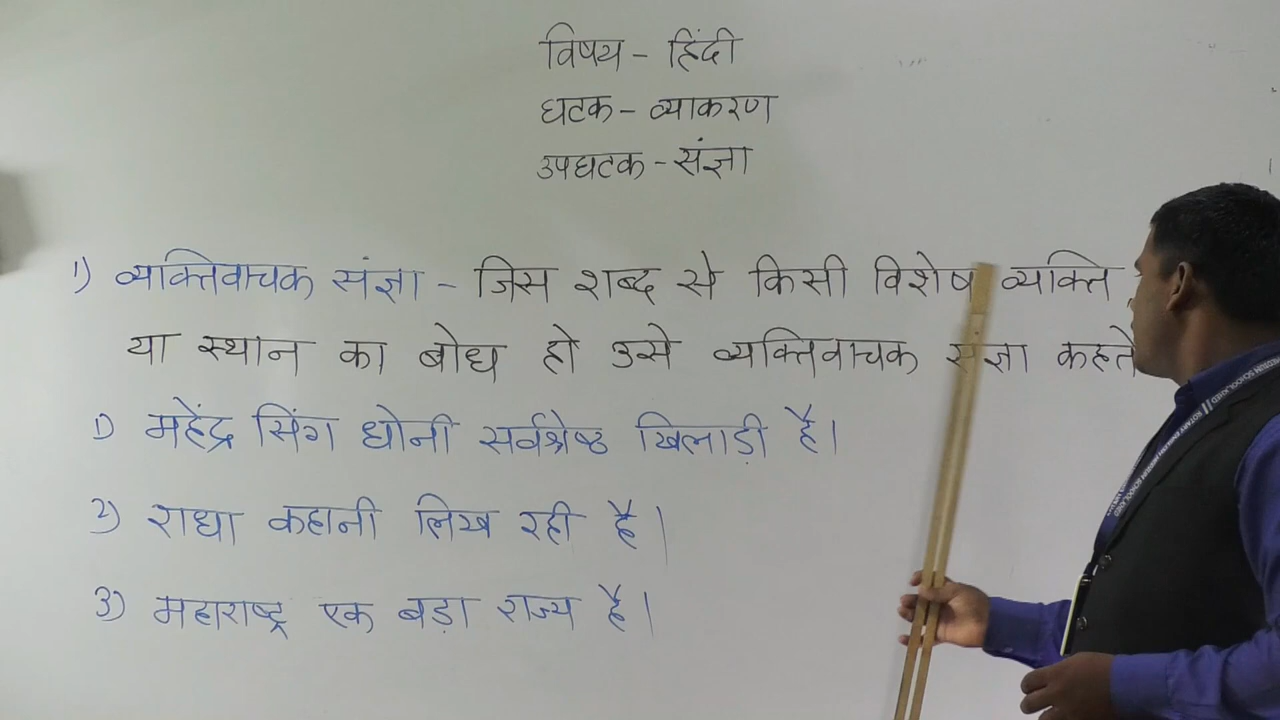 विषय - हिंदी
घटक - व्याकरण
उपघटक - संज्ञा
1) व्यक्तिवाचक संज्ञा - जिस शब्द से किसी विशेष व्यक्ति
या स्थान का बोध हो उसे व्यक्तिवाचक संज्ञा कहते
1) महेंद्र सिंग धोनी सर्वश्रेष्ठ खिलाड़ी है।
2) राधा कहानी लिख रही है।
3) महाराष्ट्र एक बड़ा राज्य है।